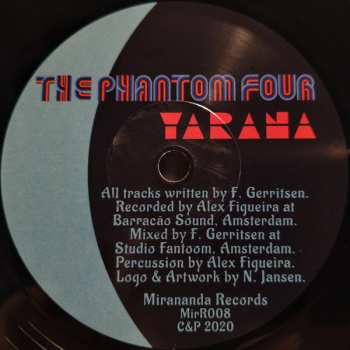 THE PHANTOM FOUR
YARAMA
All tracks written by F. Gerritsen.
Recorded by Alex Figueira at
Barracão Sound, Amsterdam.
Mixed by F. Gerritsen at
Studio Fantoom, Amsterdam.
Percussion by Alex Figueira.
Logo & Artwork by N. Jansen.
Mirananda Records
MirR008
C&P 2020